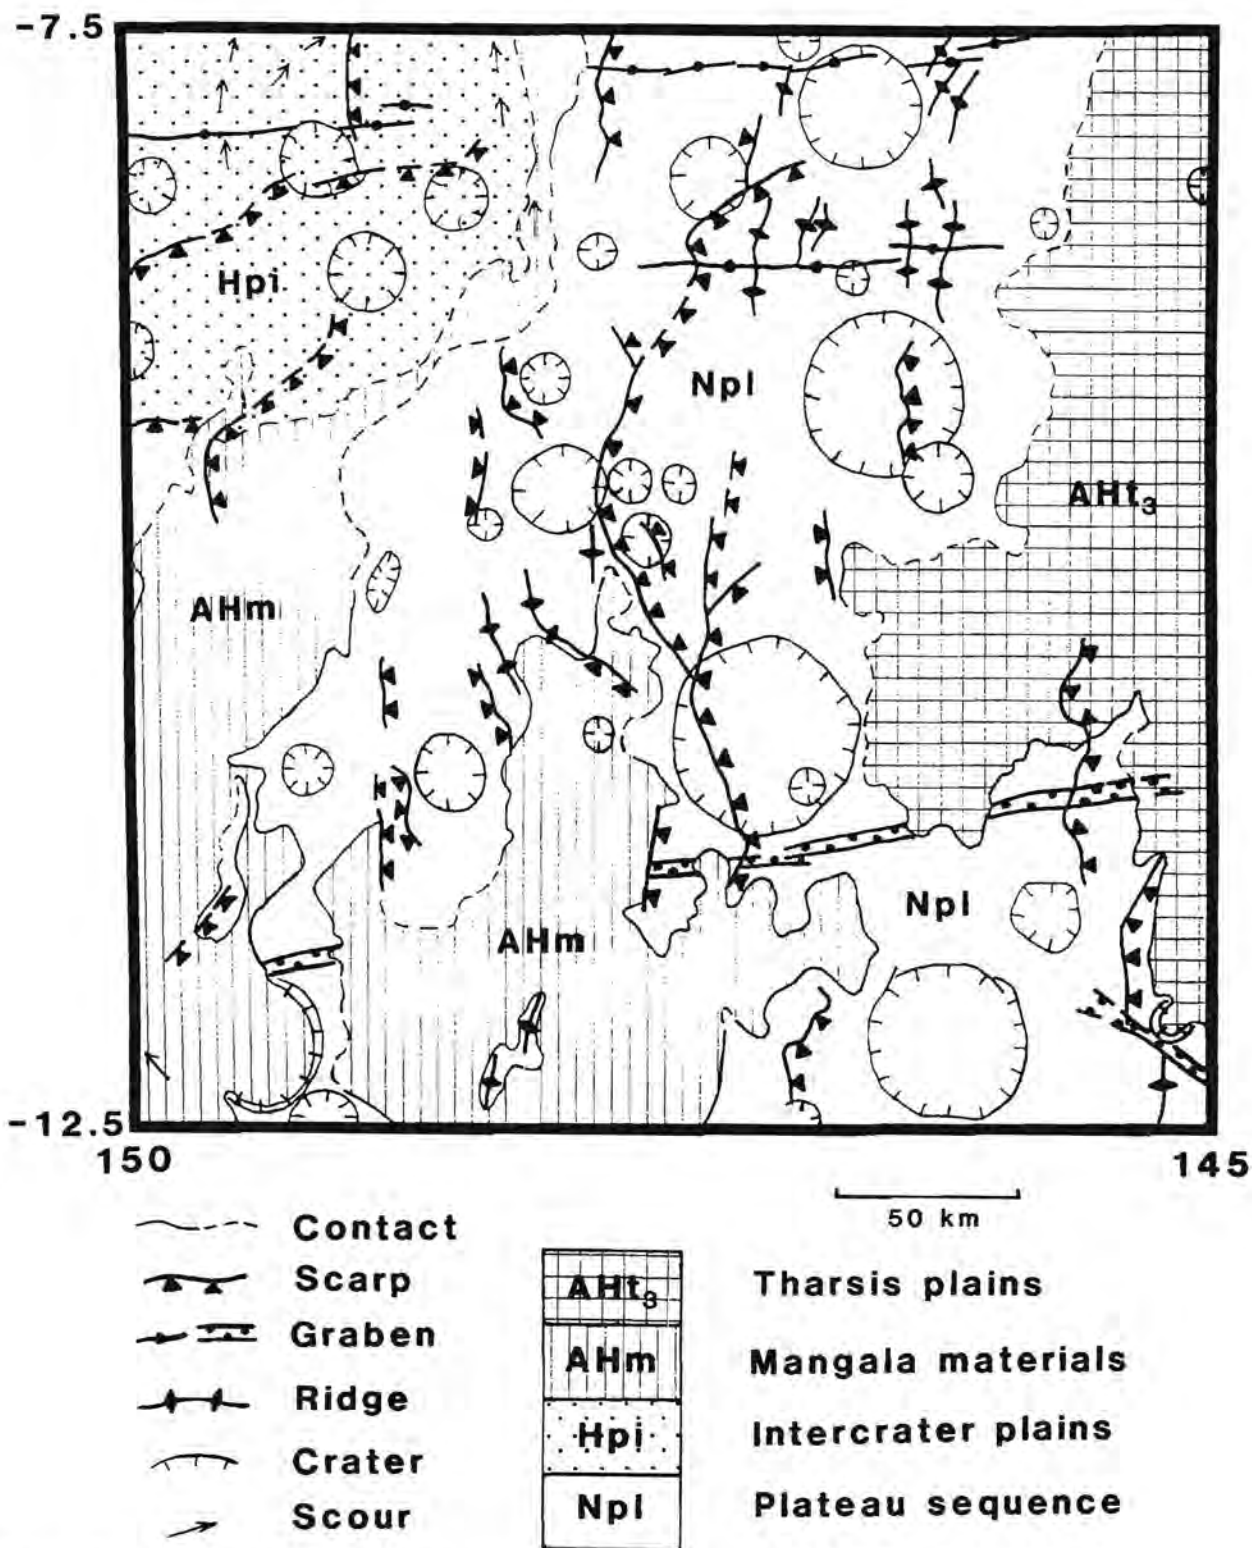 -7.5
Hpi
Npl
AHt₃
AHm
AHm
Npl
-12.5
150
145
50 km
Contact
Scarp
Graben
Ridge
Crater
Scour
AHt₃
Tharsis plains
AHm
Mangala materials
Hpi
Intercrater plains
Npl
Plateau sequence